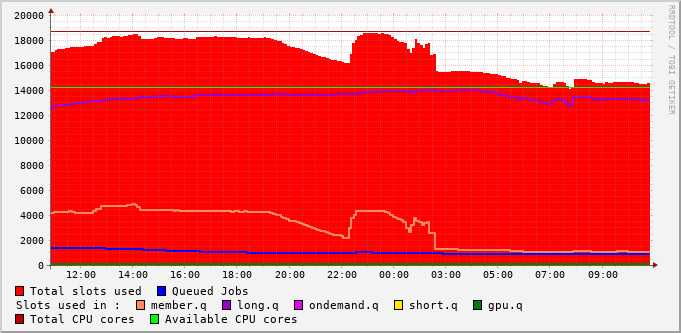 20000
18000
16000
14000
12000
10000
8000
6000
4000
2000
0
12:00 14:00 16:00 18:00 20:00 22:00 00:00 03:00 05:00 07:00 09:00
RRDTOOL / TOBI OETIKER
Total slots used Queued Jobs
Slots used in : member.q long.q ondemand.q short.q gpu.q
Total CPU cores Available CPU cores